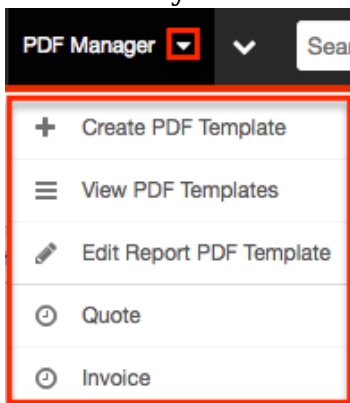 PDF Manager
Sear
Create PDF Template
View PDF Templates
Edit Report PDF Template
Quote
Invoice